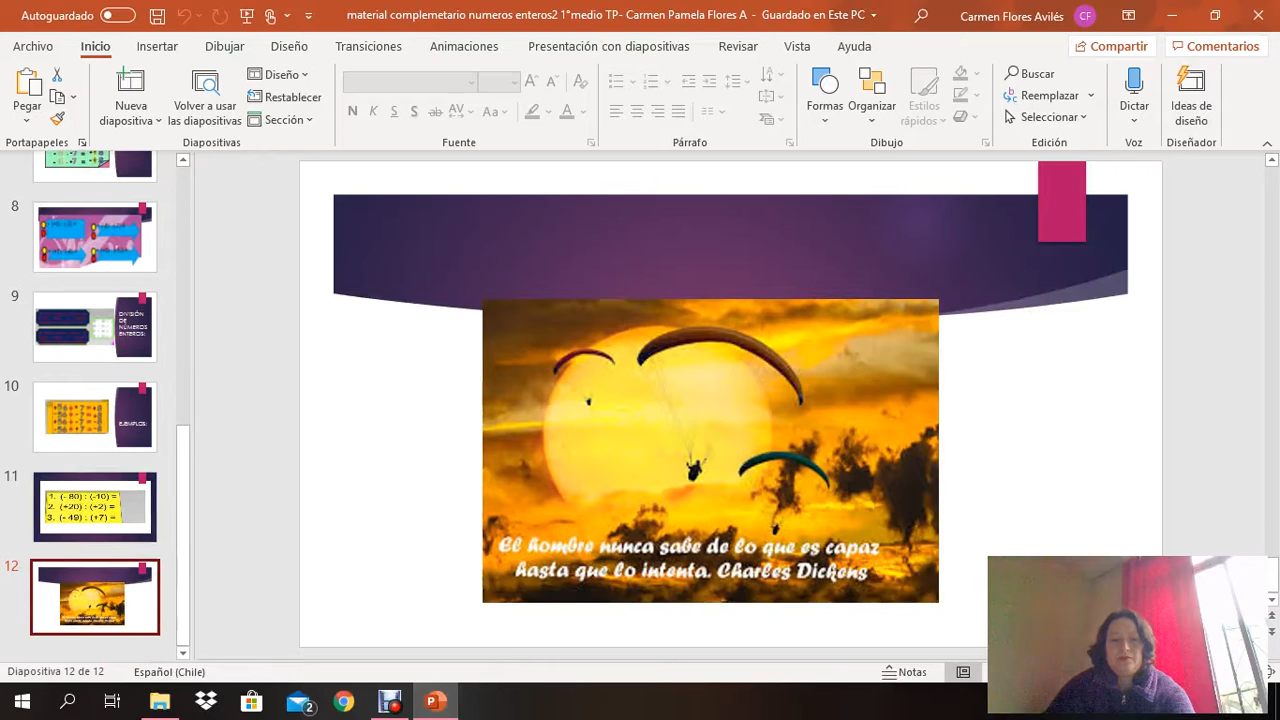 Autoguardado
material complemetario numeros enteros2 1°medio TP- Carmen Pamela Flores A - Guardado en Este PC
Carmen Flores Avilés
CF
Archivo Inicio Insertar Dibujar Diseño Transiciones Animaciones Presentación con diapositivas Revisar Vista Ayuda Compartir Comentarios
Pegar
Nueva diapositiva
Volver a usar las diapositivas
Diseño
Restablecer
Sección
N K S S ab AV Aa A
Formas
Organizar
Estilos rápidos
Buscar
Reemplazar
Seleccionar
Dictar
Ideas de diseño
Portapapeles Diapositivas Fuente Párrafo Dibujo Edición Voz Diseñador
8
9
DIVISIÓN
DE
NÚMEROS
ENTEROS:
10
EJEMPLOS:
11
1. (- 80) : (-10) =
2. (+20) : (+2) =
3. (- 49) : (+7) =
12
El hombre nunca sabe de lo que es capaz
hasta que lo intenta. Charles Dickens
Diapositiva 12 de 12 Español (Chile) Notas
2